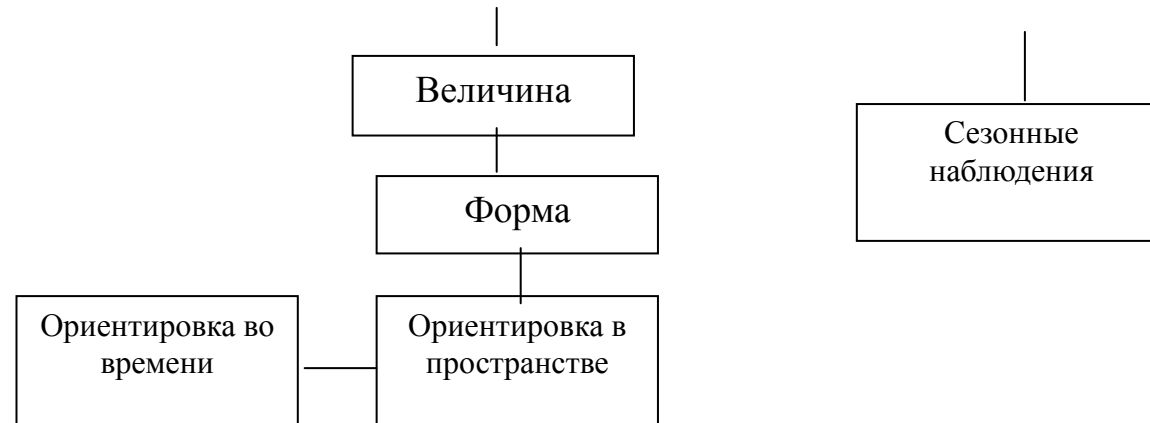 Величина
Сезонные
наблюдения
Форма
Ориентировка во
времени
Ориентировка в
пространстве